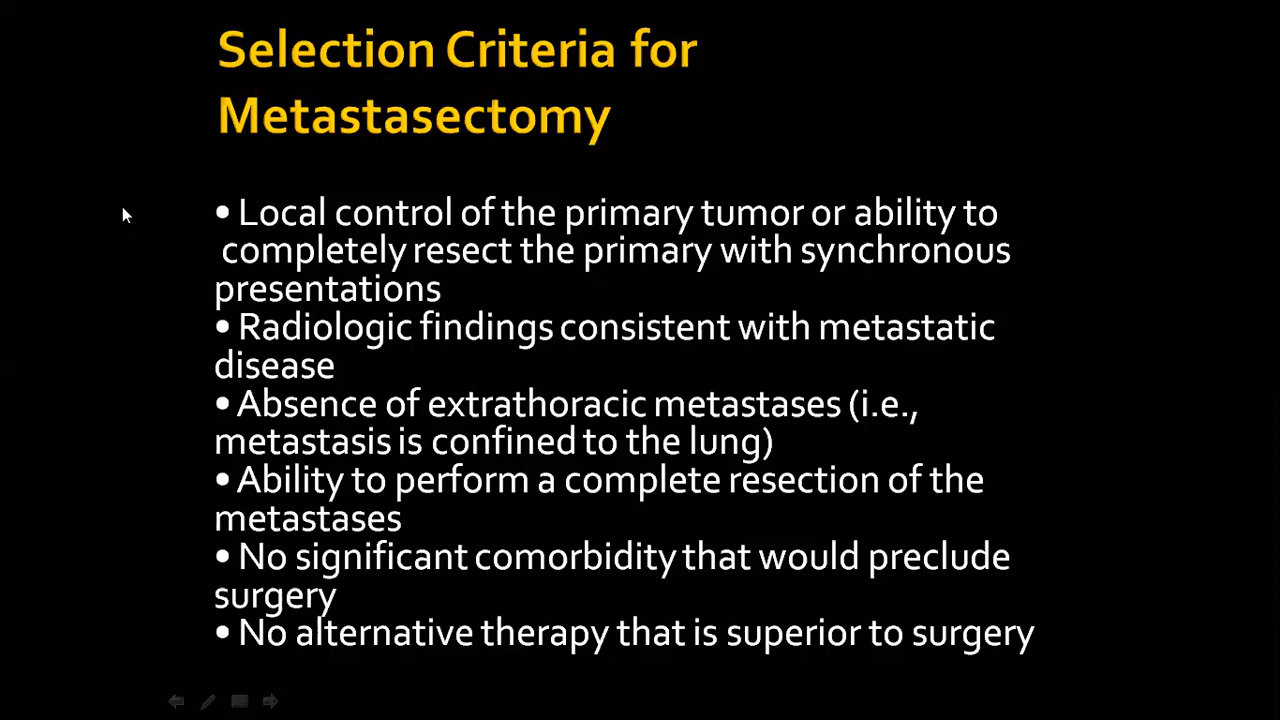 Selection Criteria for
Metastasectomy
• Local control of the primary tumor or ability to
completely resect the primary with synchronous
presentations
• Radiologic findings consistent with metastatic
disease
• Absence of extrathoracic metastases (i.e.,
metastasis is confined to the lung)
• Ability to perform a complete resection of the
metastases
• No significant comorbidity that would preclude
surgery
• No alternative therapy that is superior to surgery